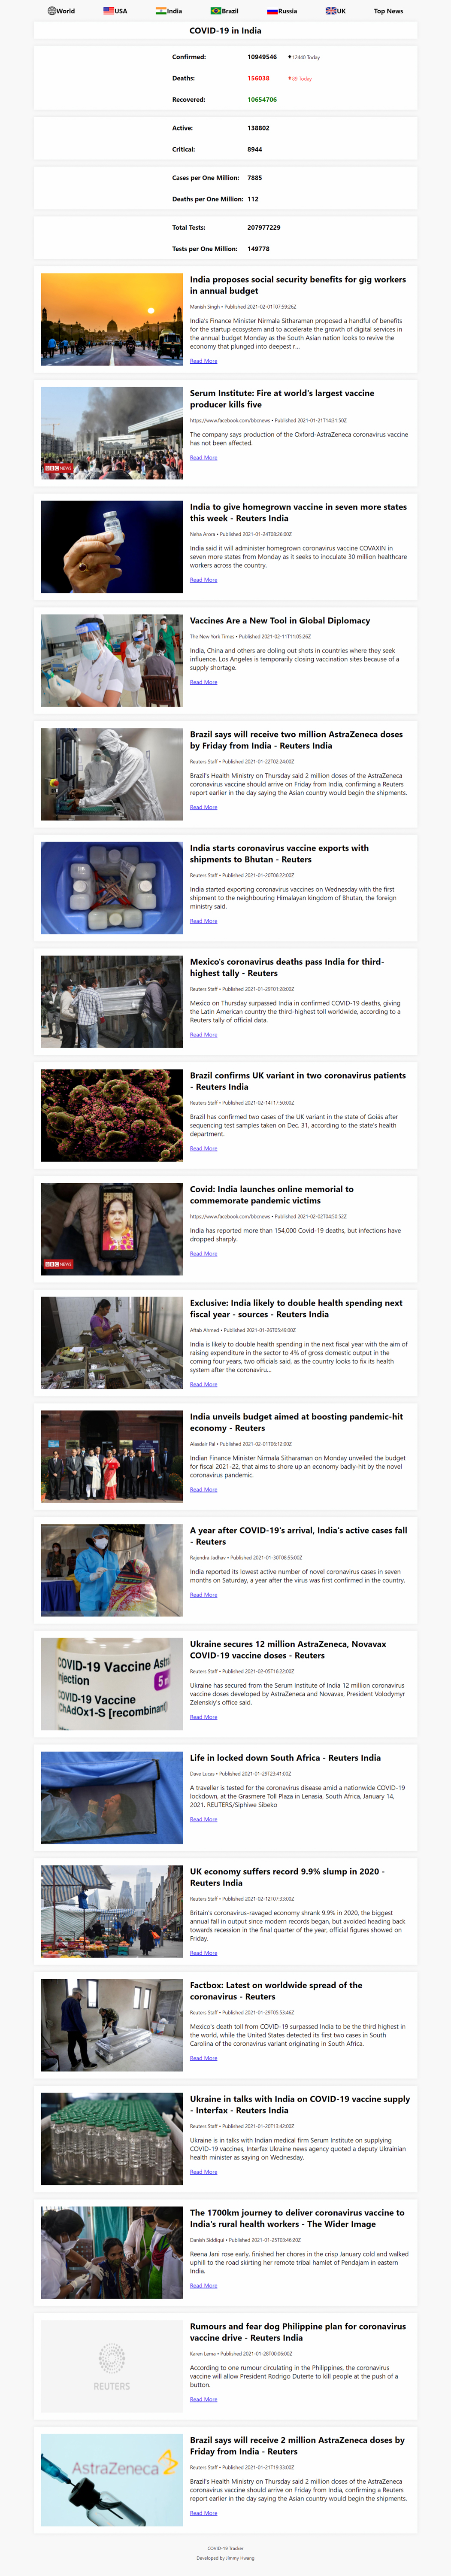 World USA India Brazil Russia UK Top News
COVID-19 in India
Confirmed: 10949546 12440 Today
Deaths: 156038 89 Today
Recovered: 10654706
Active: 138802
Critical: 8944
Cases per One Million: 7885
Deaths per One Million: 112
Total Tests: 207977229
Tests per One Million: 149778
India proposes social security benefits for gig workers
in annual budget
Manish Singh • Published 2021-02-01T07:59:26Z
India's Finance Minister Nirmala Sitharaman proposed a handful of benefits
for the startup ecosystem and to accelerate the growth of digital services in
the annual budget Monday as the South Asian nation looks to revive the
economy that plunged into deepest r...
Read More
BBC NEWS
Serum Institute: Fire at world's largest vaccine
producer kills five
https://www.facebook.com/bbcnews • Published 2021-01-21T14:31:50Z
The company says production of the Oxford-AstraZeneca coronavirus vaccine
has not been affected.
Read More
India to give homegrown vaccine in seven more states
this week - Reuters India
Neha Arora • Published 2021-01-24T08:26:00Z
India said it will administer homegrown coronavirus vaccine COVAXIN in
seven more states from Monday as it seeks to inoculate 30 million healthcare
workers across the country.
Read More
Vaccines Are a New Tool in Global Diplomacy
The New York Times • Published 2021-02-11T11:05:26Z
India, China and others are doling out shots in countries where they seek
influence. Los Angeles is temporarily closing vaccination sites because of a
supply shortage.
Read More
Brazil says will receive two million AstraZeneca doses
by Friday from India - Reuters India
Reuters Staff • Published 2021-01-22T02:24:00Z
Brazil's Health Ministry on Thursday said 2 million doses of the AstraZeneca
coronavirus vaccine should arrive on Friday from India, confirming a Reuters
report earlier in the day saying the Asian country would begin the shipments.
Read More
India starts coronavirus vaccine exports with
shipments to Bhutan - Reuters
Reuters Staff • Published 2021-01-20T06:22:00Z
India started exporting coronavirus vaccines on Wednesday with the first
shipment to the neighbouring Himalayan kingdom of Bhutan, the foreign
ministry said.
Read More
Mexico's coronavirus deaths pass India for third-
highest tally - Reuters
Reuters Staff • Published 2021-01-29T01:28:00Z
Mexico on Thursday surpassed India in confirmed COVID-19 deaths, giving
the Latin American country the third-highest toll worldwide, according to a
Reuters tally of official data.
Read More
Brazil confirms UK variant in two coronavirus patients
- Reuters India
Reuters Staff • Published 2021-02-14T17:50:00Z
Brazil has confirmed two cases of the UK variant in the state of Goiás after
sequencing test samples taken on Dec. 31, according to the state's health
department.
Read More
BBC NEWS
Covid: India launches online memorial to
commemorate pandemic victims
https://www.facebook.com/bbcnews • Published 2021-02-02T04:50:52Z
India has reported more than 154,000 Covid-19 deaths, but infections have
dropped sharply.
Read More
Exclusive: India likely to double health spending next
fiscal year - sources - Reuters India
Aftab Ahmed • Published 2021-01-26T05:49:00Z
India is likely to double health spending in the next fiscal year with the aim of
raising expenditure in the sector to 4% of gross domestic output in the
coming four years, two officials said, as the country looks to fix its health
system after the coronaviru...
Read More
India unveils budget aimed at boosting pandemic-hit
economy - Reuters
Alasdair Pal • Published 2021-02-01T06:12:00Z
Indian Finance Minister Nirmala Sitharaman on Monday unveiled the budget
for fiscal 2021-22, that aims to shore up an economy badly-hit by the novel
coronavirus pandemic.
Read More
A year after COVID-19's arrival, India's active cases fall
- Reuters
Rajendra Jadhav • Published 2021-01-30T08:55:00Z
India reported its lowest active number of novel coronavirus cases in seven
months on Saturday, a year after the virus was first confirmed in the country.
Read More
COVID-19 Vaccine Astr
njection
COVID-19 Vaccine
ChAdOx1-S [recombinant]
5
Ukraine secures 12 million AstraZeneca, Novavax
COVID-19 vaccine doses - Reuters
Reuters Staff • Published 2021-02-05T16:22:00Z
Ukraine has secured from the Serum Institute of India 12 million coronavirus
vaccine doses developed by AstraZeneca and Novavax, President Volodymyr
Zelenskiy's office said.
Read More
Life in locked down South Africa - Reuters India
Dave Lucas • Published 2021-01-29T23:41:00Z
A traveller is tested for the coronavirus disease amid a nationwide COVID-19
lockdown, at the Grasmere Toll Plaza in Lenasia, South Africa, January 14,
2021. REUTERS/Siphiwe Sibeko
Read More
UK economy suffers record 9.9% slump in 2020 -
Reuters India
Reuters Staff • Published 2021-02-12T07:33:00Z
Britain's coronavirus-ravaged economy shrank 9.9% in 2020, the biggest
annual fall in output since modern records began, but avoided heading back
towards recession in the final quarter of the year, official figures showed on
Friday.
Read More
Factbox: Latest on worldwide spread of the
coronavirus - Reuters
Reuters Staff • Published 2021-01-29T05:53:46Z
Mexico's death toll from COVID-19 surpassed India to be the third highest in
the world, while the United States detected its first two cases in South
Carolina of the coronavirus variant originating in South Africa.
Read More
Ukraine in talks with India on COVID-19 vaccine supply
- Interfax - Reuters India
Reuters Staff • Published 2021-01-20T13:42:00Z
Ukraine is in talks with Indian medical firm Serum Institute on supplying
COVID-19 vaccines, Interfax Ukraine news agency quoted a deputy Ukrainian
health minister as saying on Wednesday.
Read More
The 1700km journey to deliver coronavirus vaccine to
India's rural health workers - The Wider Image
Danish Siddiqui • Published 2021-01-25T03:46:20Z
Reena Jani rose early, finished her chores in the crisp January cold and walked
uphill to the road skirting her remote tribal hamlet of Pendajam in eastern
India.
Read More
REUTERS
Rumours and fear dog Philippine plan for coronavirus
vaccine drive - Reuters India
Karen Lema • Published 2021-01-28T00:06:00Z
According to one rumour circulating in the Philippines, the coronavirus
vaccine will allow President Rodrigo Duterte to kill people at the push of a
button.
Read More
AstraZeneca
Brazil says will receive 2 million AstraZeneca doses by
Friday from India - Reuters
Reuters Staff • Published 2021-01-21T19:33:00Z
Brazil's Health Ministry on Thursday said 2 million doses of the AstraZeneca
coronavirus vaccine should arrive on Friday from India, confirming a Reuters
report earlier in the day saying the Asian country would begin the shipments.
Read More
COVID-19 Tracker
Developed by Jimmy Hwang